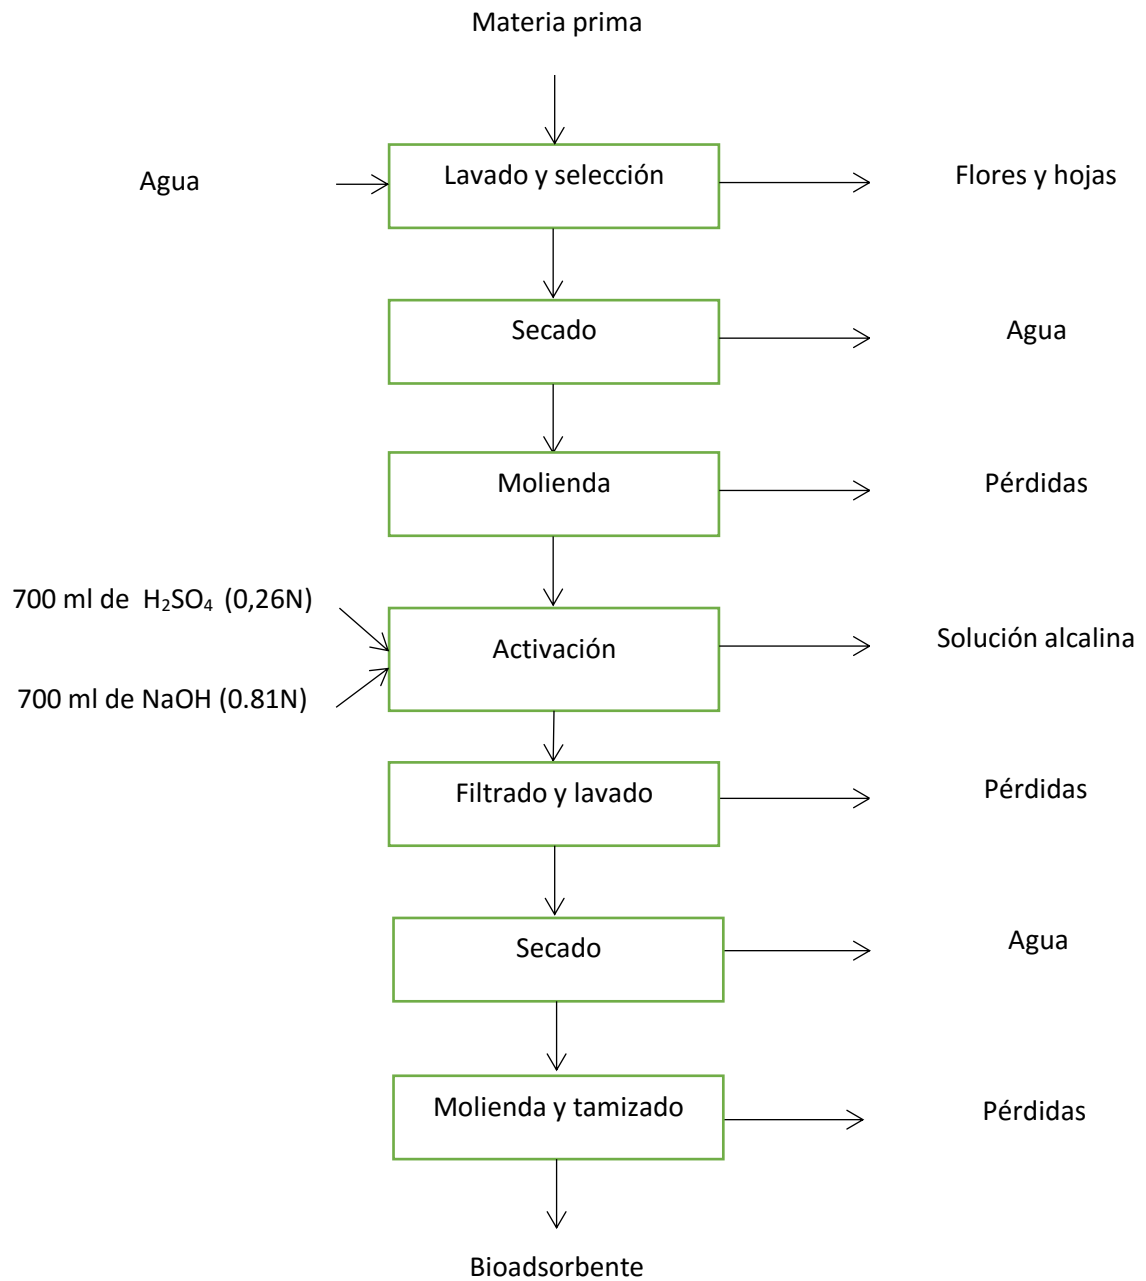 Materia prima
Agua
Lavado y selección
Flores y hojas
Secado
Agua
Molienda
Pérdidas
700 ml de H₂SO₄ (0,26N)
Activación
Solución alcalina
700 ml de NaOH (0.81N)
Filtrado y lavado
Pérdidas
Secado
Agua
Molienda y tamizado
Pérdidas
Bioadsorbente